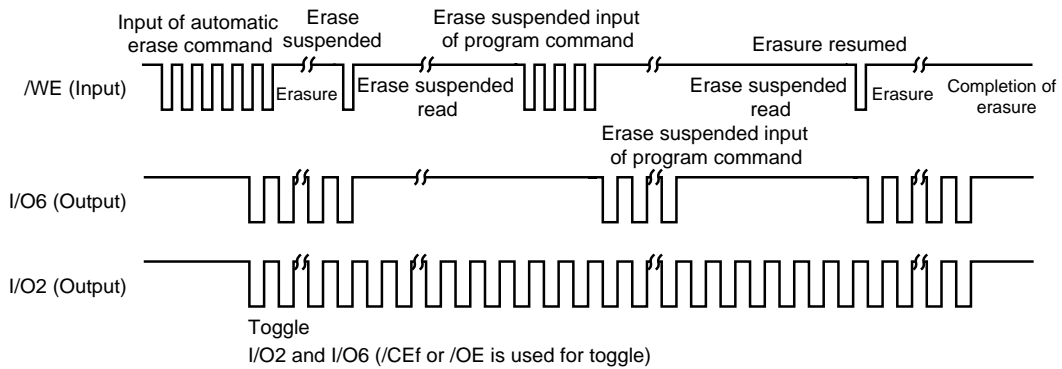 Input of automatic
erase command
Erase
suspended
Erase suspended input
of program command
Erasure resumed
/WE (Input)
Erasure
Erase suspended
read
Erase suspended
read
Erasure
Completion of
erasure
Erase suspended input
of program command
I/O6 (Output)
I/O2 (Output)
Toggle
I/O2 and I/O6 (/CEf or /OE is used for toggle)